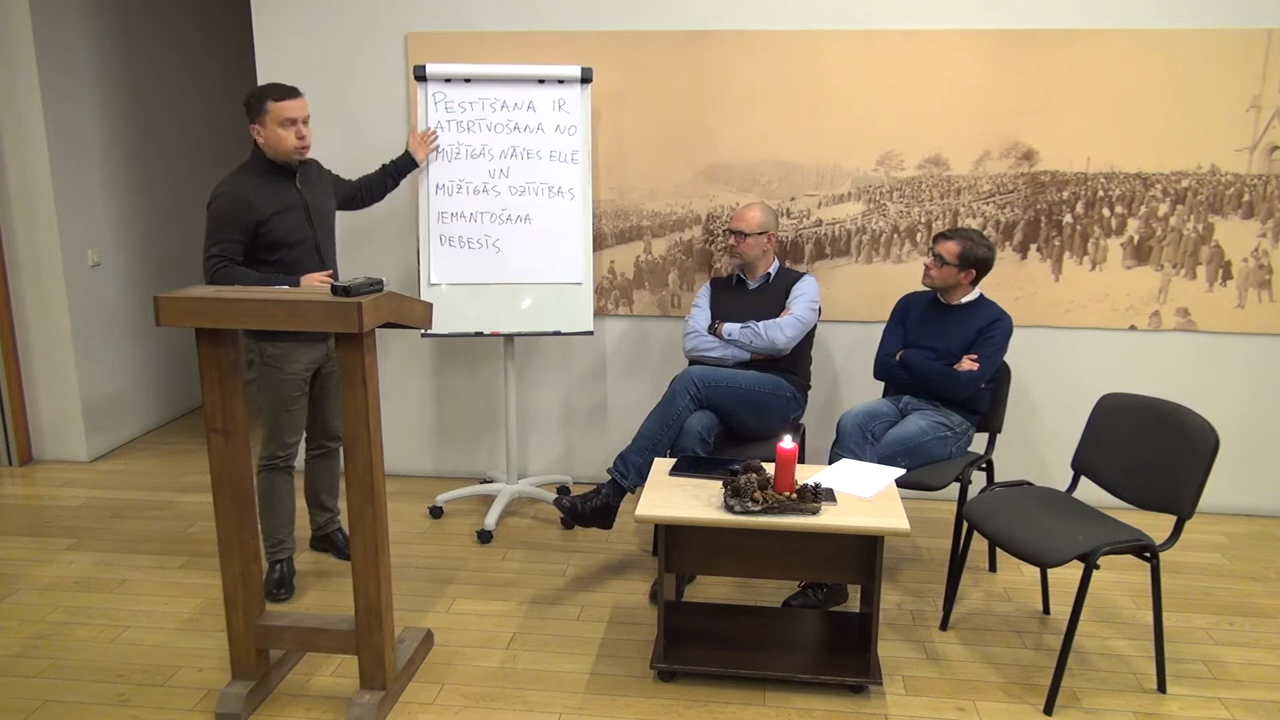 PESTĪŠANA IR
ATBRĪVOŠANA NO
MŪŽĪGĀS NĀVES ELLĒ
UN
MŪŽĪGĀS DZĪVĪBAS
IEMANTOŠANA
DEBESĪS.